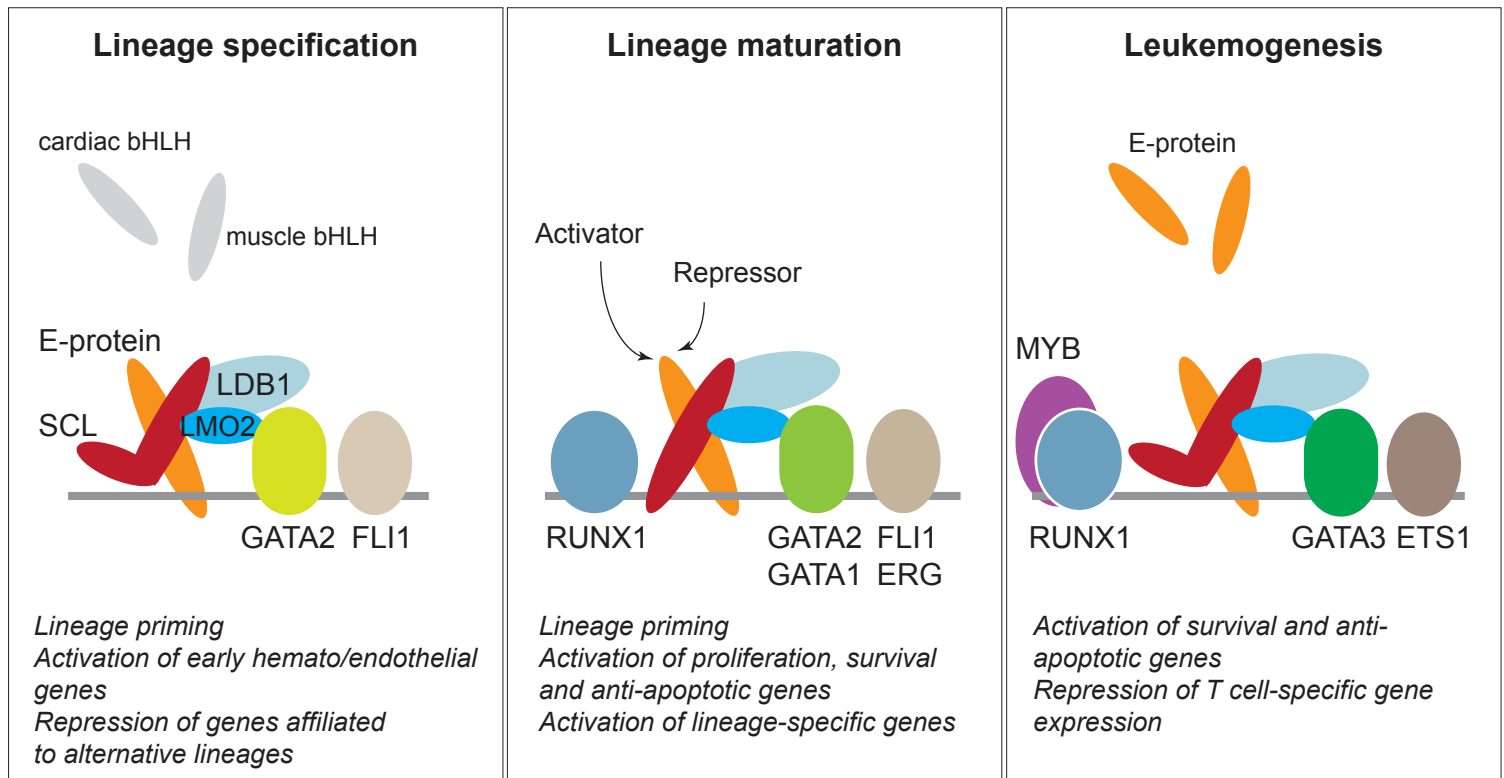 Lineage specification
cardiac bHLH
muscle bHLH
E-protein
LDB1
SCL
LMO2
GATA2 FLI1
Lineage priming
Activation of early hemato/endothelial
genes
Repression of genes affiliated
to alternative lineages
Lineage maturation
Activator
Repressor
RUNX1
GATA2 FLI1
GATA1 ERG
Lineage priming
Activation of proliferation, survival
and anti-apoptotic genes
Activation of lineage-specific genes
Leukemogenesis
E-protein
MYB
RUNX1
GATA3 ETS1
Activation of survival and anti-
apoptotic genes
Repression of T cell-specific gene
expression